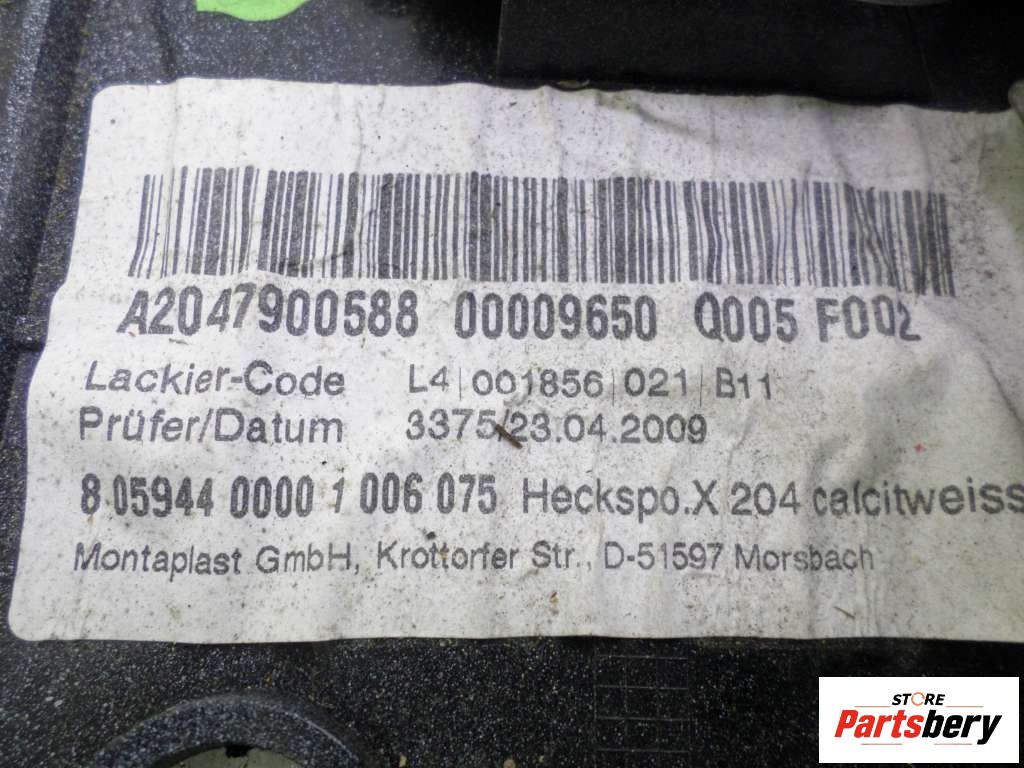 A2047900588 00009650 Q005 F002
Lackier-Code L4|001856|021|B11
Prüfer/Datum 3375/23.04.2009
8 05944 0000 1 006 075 Heckspo.X 204 calcitweiss
Montaplast GmbH, Krottorfer Str., D-51597 Morsbach
STORE
Partsbery